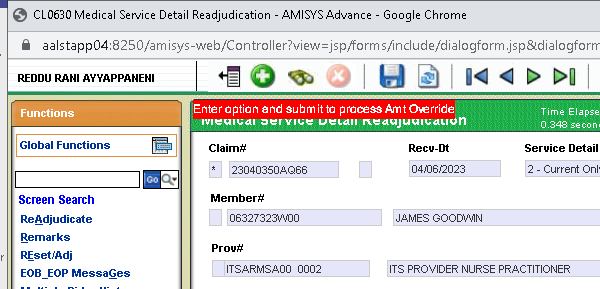 CL0630 Medical Service Detail Readjudication - AMISYS Advance - Google Chrome
aalstapp04:8250/amisys-web/Controller?view=jsp/forms/include/dialogform.jsp&dialogform
REDDU RANI AYYAPPANENI
Functions
Enter option and submit to process Amt Override
Medical Service Detail Readjudication
Time Elapse
0.348 second
Global Functions
Claim# Recv-Dt Service Detail
* 23040350AQ66 04/06/2023 2 - Current Only
GO
Member#
Screen Search
06327323W00 JAMES GOODWIN
ReAdjudicate
Remarks
Prov#
REset/Adj
ITSARMSA00 0002 ITS PROVIDER NURSE PRACTITIONER
EOB_EOP MessaGes